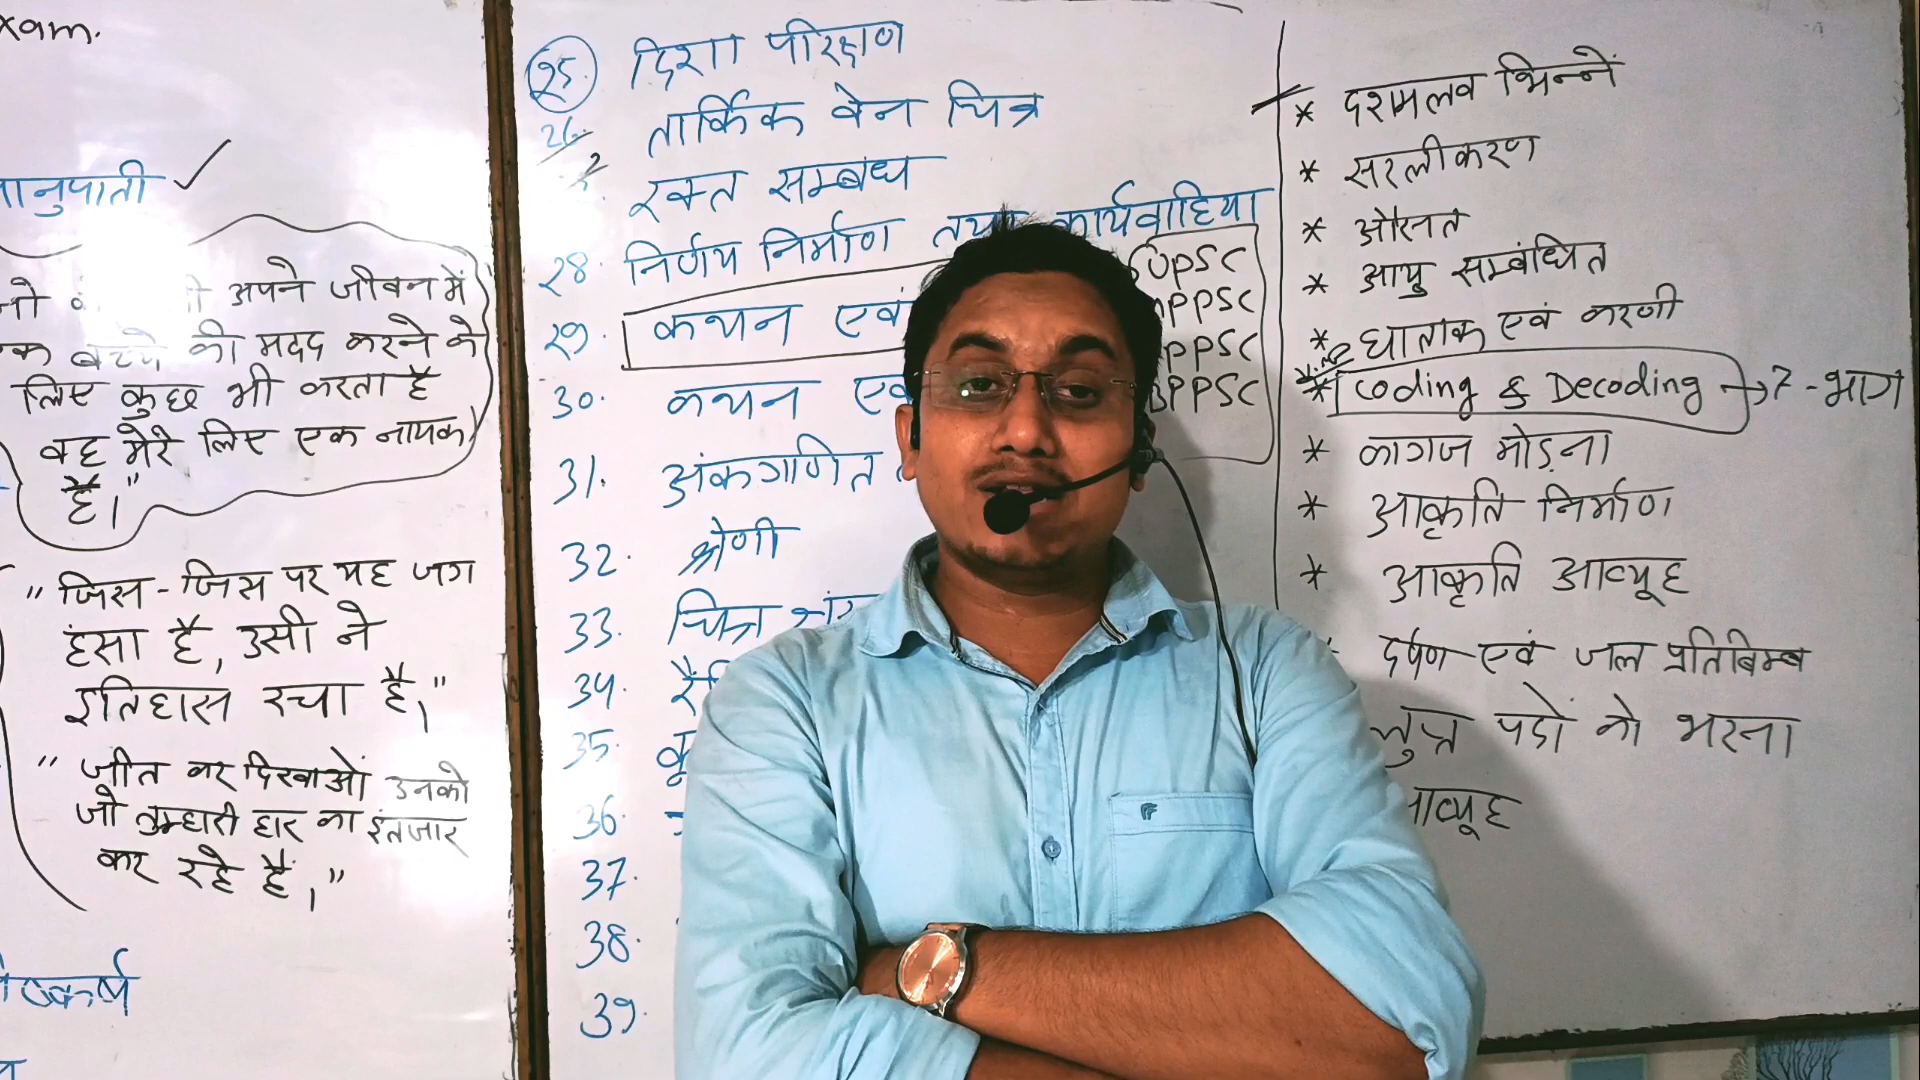 xam.
ानुपाती ✓
अपने जीवन में
बच्चे की मदद करने के
लिए कुछ भी करता है
वह मेरे लिए एक नायक
है।"
"जिस-जिस पर यह जग
हंसा है, उसी ने
इतिहास रचा है।"
"जीत कर दिखाओं उनको
जो तुम्हारी हार का इंतजार
कर रहे हैं।"
ष्कर्ष
25. दिशा परिक्षण
26. तार्किक वेन चित्र
रक्त सम्बंध
28. निर्णय निर्माण तथा कार्यवाहिया
29. कथन एवं
UPSC
PPSC
PPSC
BPPSC
30. कथन एव
31. अंकगणित
32. श्रेणी
33. चित्र
34.
35.
36.
37.
38.
39.
* दशमलव भिन्नें
* सरलीकरण
* औसत
* आयु सम्बंधित
* घातांक एवं करणी
* Coding & Decoding → 7-भाग
* कागज मोड़ना
* आकृति निर्माण
* आकृति आव्यूह
दर्पण एवं जल प्रतिबिम्ब
लुप्त पदों को भरना
ाव्यूह